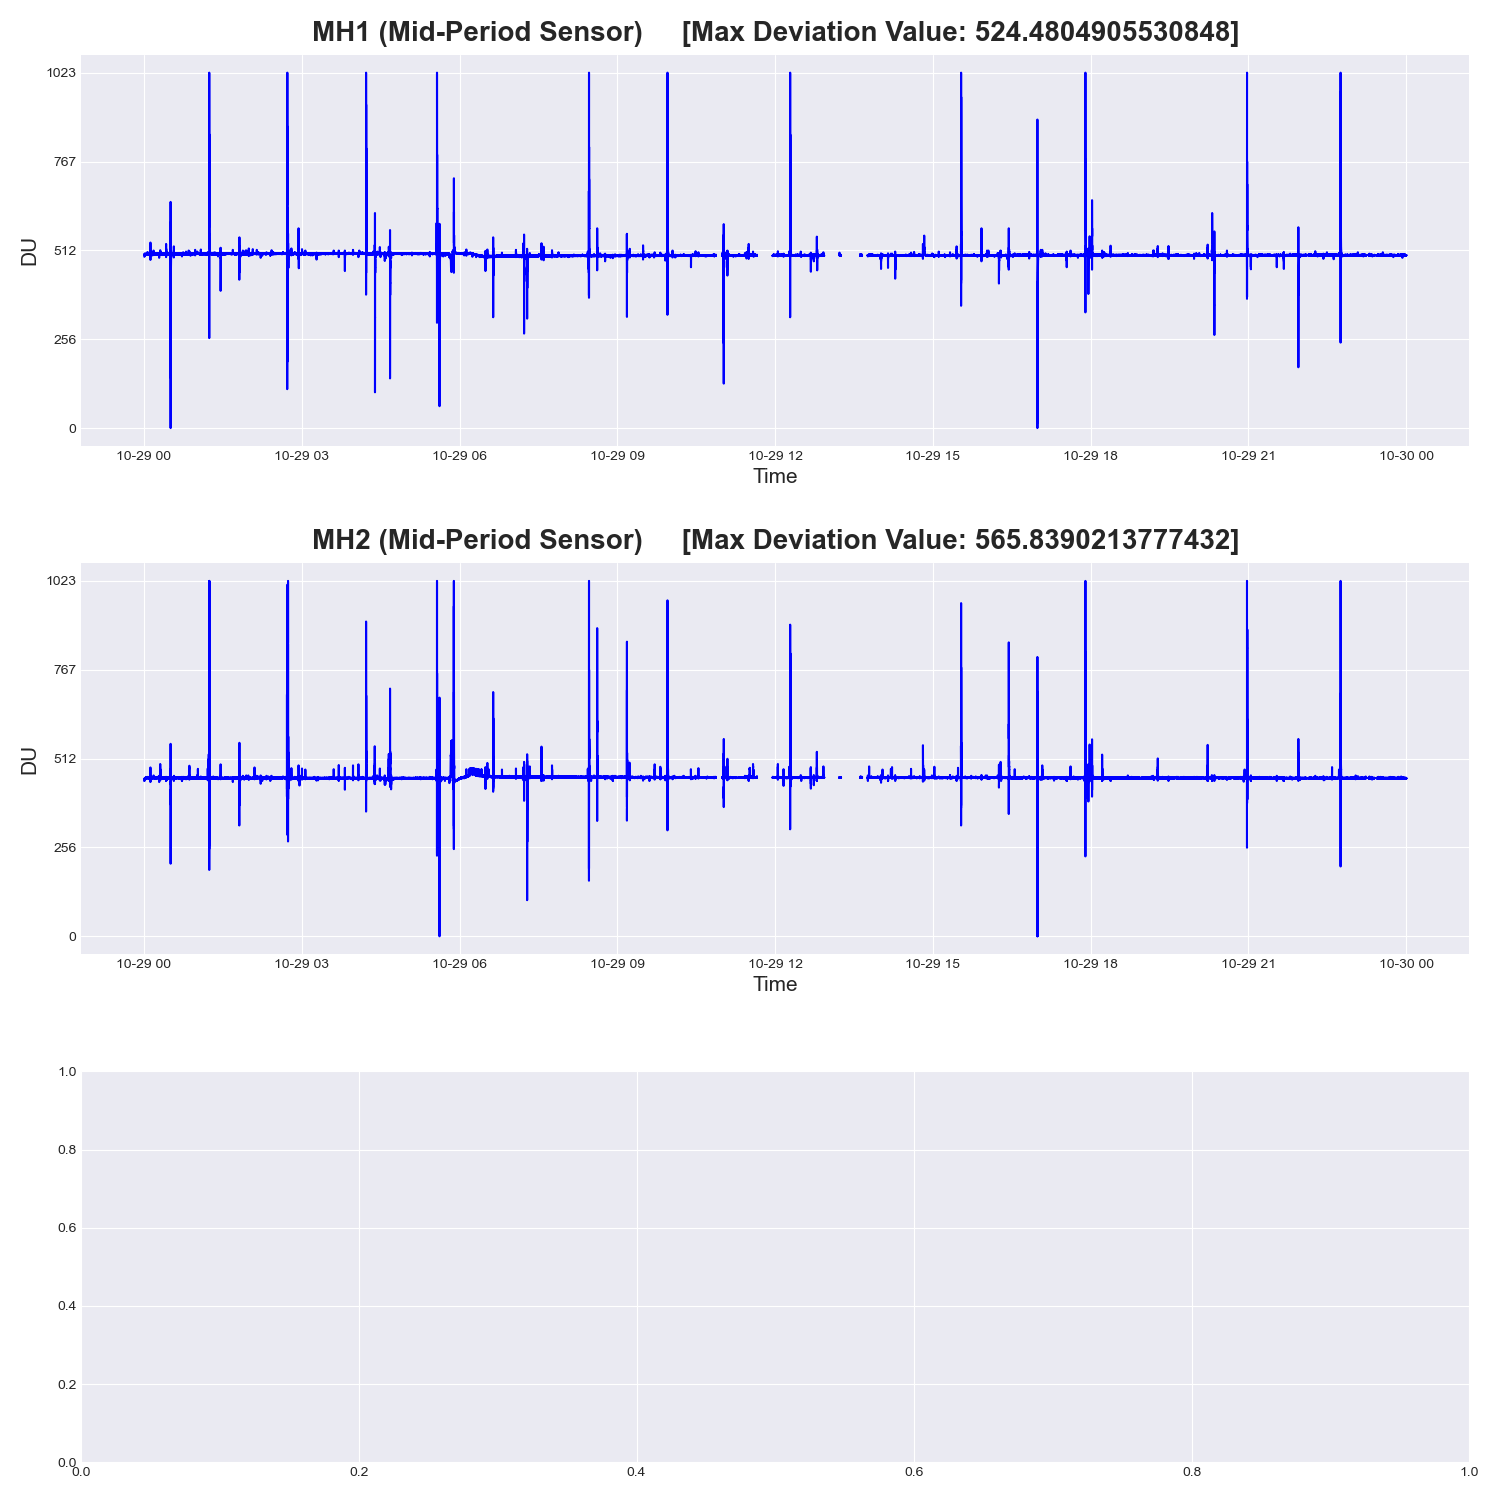 MH1 (Mid-Period Sensor) [Max Deviation Value: 524.4804905530848]
1023
767
512
256
0
DU
10-29 00 10-29 03 10-29 06 10-29 09 10-29 12 10-29 15 10-29 18 10-29 21 10-30 00
Time
MH2 (Mid-Period Sensor) [Max Deviation Value: 565.8390213777432]
1023
767
512
256
0
DU
10-29 00 10-29 03 10-29 06 10-29 09 10-29 12 10-29 15 10-29 18 10-29 21 10-30 00
Time
1.0
0.8
0.6
0.4
0.2
0.0
0.0 0.2 0.4 0.6 0.8 1.0